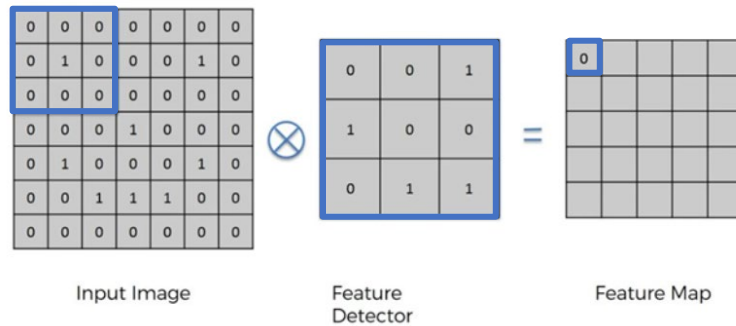 0 0 0 0 0 0 0
0 1 0 0 0 1 0
0 0 0 0 0 0 0
0 0 0 1 0 0 0
0 1 0 0 0 1 0
0 0 1 1 1 0 0
0 0 0 0 0 0 0
0 0 1
1 0 0
0 1 1
=
0
Input Image
Feature
Detector
Feature Map